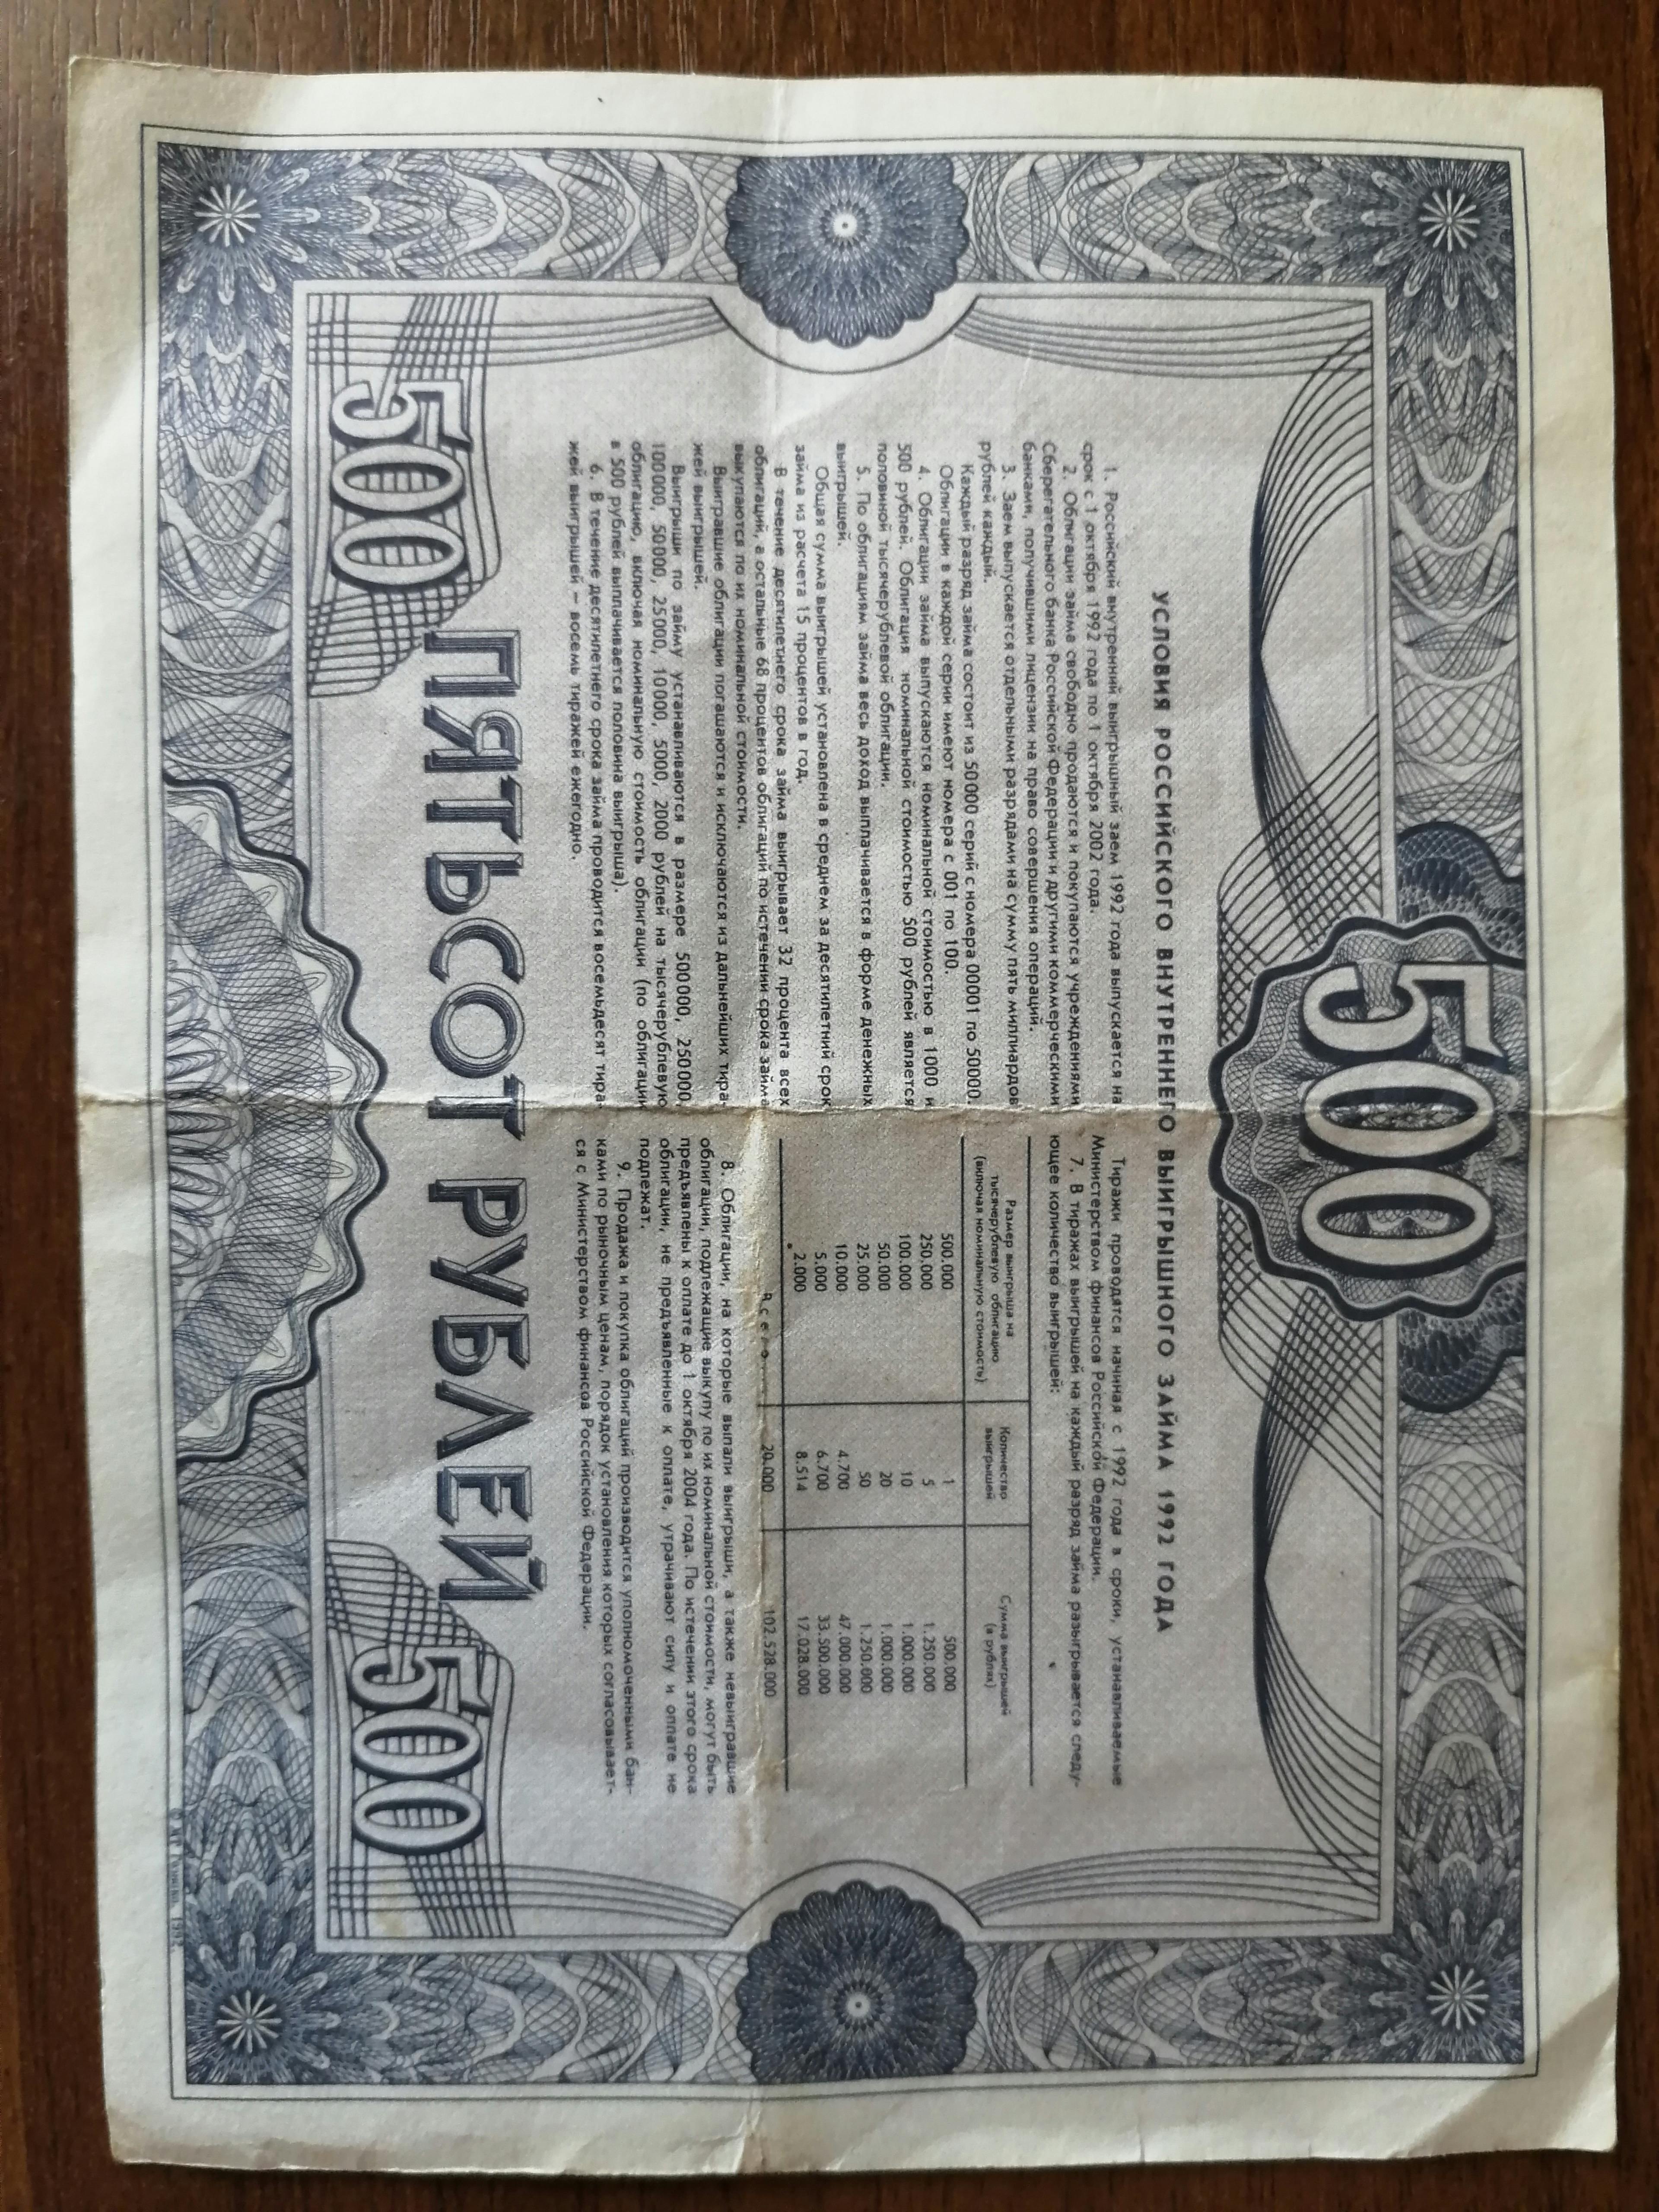 500
УСЛОВИЯ РОССИЙСКОГО ВНУТРЕННЕГО ВЫИГРЫШНОГО ЗАЙМА 1992 ГОДА
1. Российский внутренний выигрышный заем 1992 года выпускается на
срок с 1 октября 1992 года по 1 октября 2002 года.
2. Облигации займа свободно продаются и покупаются учреждениями
Сберегательного банка Российской Федерации и другими коммерческими
банками, получившими лицензии на право совершения операций.
3. Заем выпускается отдельными разрядами на сумму пять миллиардов
рублей каждый.
Каждый разряд займа состоит из 50000 серий с номера 00001 по 50000.
Облигации в каждой серии имеют номера с 001 по 100.
4. Облигации займа выпускаются номинальной стоимостью в 1000 и
500 рублей. Облигация номинальной стоимостью 500 рублей является
половиной тысячерублевой облигации.
5. По облигациям займа весь доход выплачивается в форме денежных
выигрышей.
Общая сумма выигрышей установлена в среднем за десятилетний срок
займа из расчета 15 процентов в год.
В течение десятилетнего срока займа выигрывает 32 процента всех
облигаций, а остальные 68 процентов облигаций по истечении срока займа
выкупаются по их номинальной стоимости.
Выигравшие облигации погашаются и исключаются из дальнейших тира-
жей выигрышей.
Выигрыши по займу устанавливаются в размере 500000, 250000,
100000, 50000, 25000, 10000, 5000, 2000 рублей на тысячерублевую
облигацию, включая номинальную стоимость облигации (по облигации
в 500 рублей выплачивается половина выигрыша).
6. В течение десятилетнего срока займа проводится восемьдесят тира-
жей выигрышей — восемь тиражей ежегодно.
Тиражи проводятся начиная с 1992 года в сроки, устанавливаемые
Министерством финансов Российской Федерации.
7. В тиражах выигрышей на каждый разряд займа разыгрывается следу-
ющее количество выигрышей:
Размер выигрыша на
тысячерублевую облигацию
(включая номинальную стоимость)
Количество
выигрышей
Сумма выигрышей
(в рублях)
500.000 1 500.000
250.000 5 1.250.000
100.000 10 1.000.000
50.000 20 1.000.000
25.000 50 1.250.000
10.000 4.700 47.000.000
5.000 6.700 33.500.000
2.000 8.514 17.028.000
Всего . . . 20.000 102.528.000
8. Облигации, на которые выпали выигрыши, а также невыигравшие
облигации, подлежащие выкупу по их номинальной стоимости, могут быть
предъявлены к оплате до 1 октября 2004 года. По истечении этого срока
облигации, не предъявленные к оплате, утрачивают силу и оплате не
подлежат.
9. Продажа и покупка облигаций производится уполномоченными бан-
ками по рыночным ценам, порядок установления которых согласовывает-
ся с Министерством финансов Российской Федерации.
500 ПЯТЬСОТ РУБЛЕЙ 500
1992